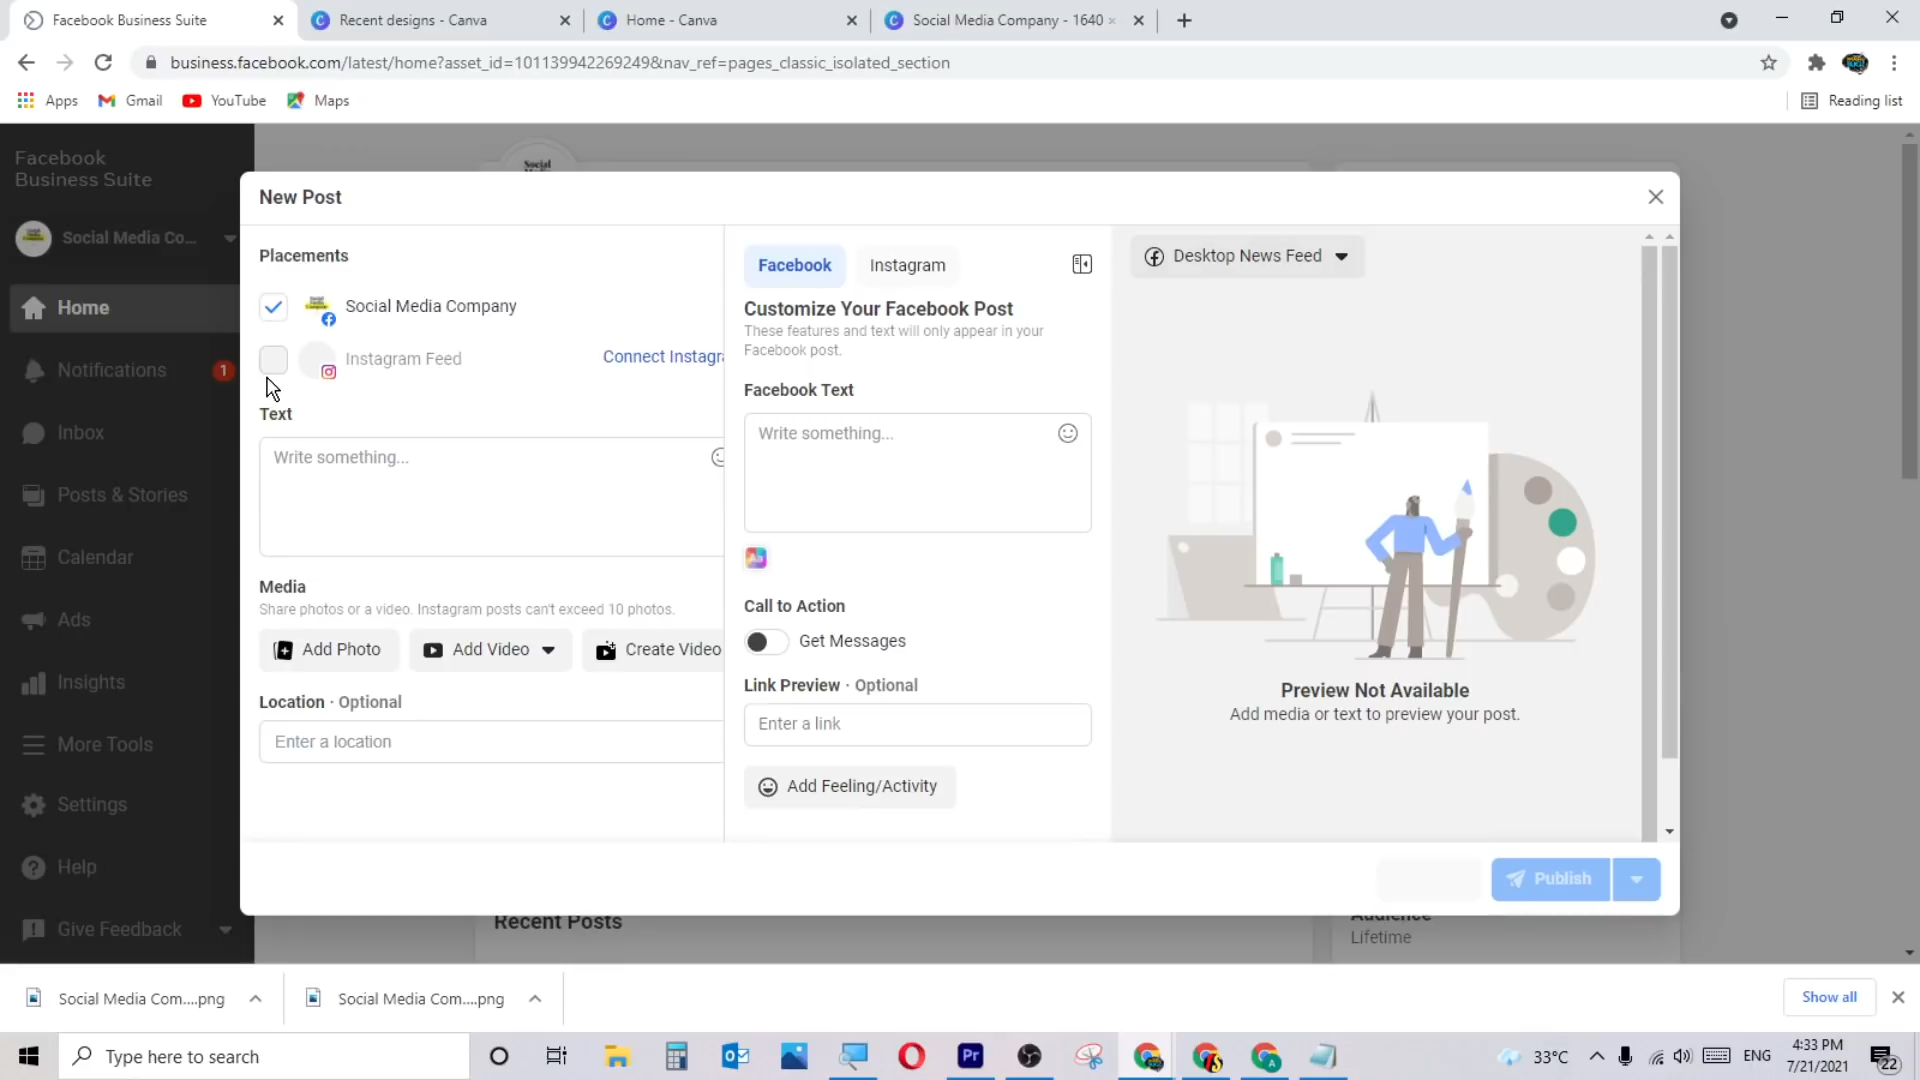 Facebook Business Suite
Recent designs - Canva
Home - Canva
Social Media Company - 1640
business.facebook.com/latest/home?asset_id=101139942269249&nav_ref=pages_classic_isolated_section
Apps
Gmail
YouTube
Maps
Reading list
Facebook
Business Suite
Social Media Co...
Home
Notifications
1
Inbox
Posts & Stories
Calendar
Ads
Insights
More Tools
Settings
Help
Give Feedback
Social
New Post
Placements
Social Media Company
Instagram Feed
Connect Instagra
Text
Write something...
Media
Share photos or a video. Instagram posts can't exceed 10 photos.
Add Photo
Add Video
Create Video
Location · Optional
Enter a location
Facebook
Instagram
Customize Your Facebook Post
These features and text will only appear in your
Facebook post.
Facebook Text
Write something...
Call to Action
Get Messages
Link Preview · Optional
Enter a link
Add Feeling/Activity
Desktop News Feed
Preview Not Available
Add media or text to preview your post.
Publish
Recent Posts
Audience
Lifetime
Social Media Com....png
Social Media Com....png
Show all
Type here to search
Pr
33°C
ENG
4:33 PM
7/21/2021
22